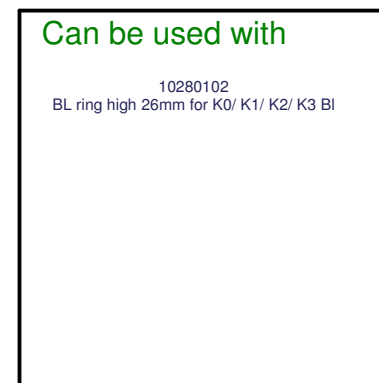 Can be used with
10280102
BL ring high 26mm for K0/ K1/ K2/ K3 Bl